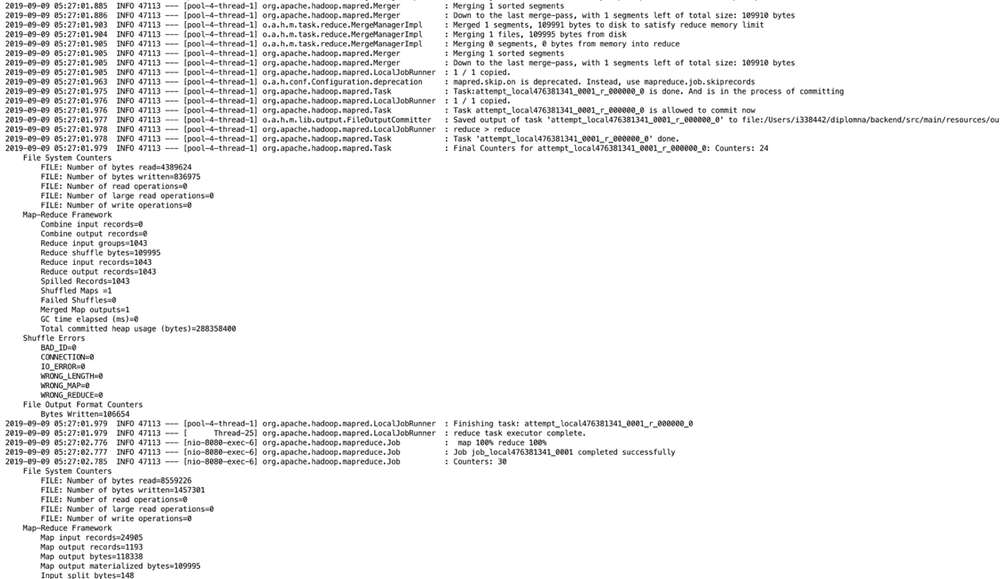 2019-09-09 05:27:01.885  INFO 47113 --- [pool-4-thread-1] org.apache.hadoop.mapred.Merger          : Merging 1 sorted segments
2019-09-09 05:27:01.886  INFO 47113 --- [pool-4-thread-1] org.apache.hadoop.mapred.Merger          : Down to the last merge-pass, with 1 segments left of total size: 109910 bytes
2019-09-09 05:27:01.903  INFO 47113 --- [pool-4-thread-1] o.a.h.m.task.reduce.MergeManagerImpl     : Merged 1 segments, 109991 bytes to disk to satisfy reduce memory limit
2019-09-09 05:27:01.904  INFO 47113 --- [pool-4-thread-1] o.a.h.m.task.reduce.MergeManagerImpl     : Merging 1 files, 109995 bytes from disk
2019-09-09 05:27:01.905  INFO 47113 --- [pool-4-thread-1] o.a.h.m.task.reduce.MergeManagerImpl     : Merging 0 segments, 0 bytes from memory into reduce
2019-09-09 05:27:01.905  INFO 47113 --- [pool-4-thread-1] org.apache.hadoop.mapred.Merger          : Merging 1 sorted segments
2019-09-09 05:27:01.905  INFO 47113 --- [pool-4-thread-1] org.apache.hadoop.mapred.Merger          : Down to the last merge-pass, with 1 segments left of total size: 109910 bytes
2019-09-09 05:27:01.905  INFO 47113 --- [pool-4-thread-1] org.apache.hadoop.mapred.LocalJobRunner  : 1 / 1 copied.
2019-09-09 05:27:01.963  INFO 47113 --- [pool-4-thread-1] o.a.h.conf.Configuration.deprecation     : mapred.skip.on is deprecated. Instead, use mapreduce.job.skiprecords
2019-09-09 05:27:01.975  INFO 47113 --- [pool-4-thread-1] org.apache.hadoop.mapred.Task            : Task:attempt_local476381341_0001_r_000000_0 is done. And is in the process of committing
2019-09-09 05:27:01.976  INFO 47113 --- [pool-4-thread-1] org.apache.hadoop.mapred.LocalJobRunner  : 1 / 1 copied.
2019-09-09 05:27:01.976  INFO 47113 --- [pool-4-thread-1] org.apache.hadoop.mapred.Task            : Task attempt_local476381341_0001_r_000000_0 is allowed to commit now
2019-09-09 05:27:01.977  INFO 47113 --- [pool-4-thread-1] o.a.h.m.lib.output.FileOutputCommitter   : Saved output of task 'attempt_local476381341_0001_r_000000_0' to file:/Users/i338442/diplomna/backend/src/main/resources/ou
2019-09-09 05:27:01.978  INFO 47113 --- [pool-4-thread-1] org.apache.hadoop.mapred.LocalJobRunner  : reduce > reduce
2019-09-09 05:27:01.978  INFO 47113 --- [pool-4-thread-1] org.apache.hadoop.mapred.Task            : Task 'attempt_local476381341_0001_r_000000_0' done.
2019-09-09 05:27:01.979  INFO 47113 --- [pool-4-thread-1] org.apache.hadoop.mapred.Task            : Final Counters for attempt_local476381341_0001_r_000000_0: Counters: 24
File System Counters
FILE: Number of bytes read=4389624
FILE: Number of bytes written=836975
FILE: Number of read operations=0
FILE: Number of large read operations=0
FILE: Number of write operations=0
Map-Reduce Framework
Combine input records=0
Combine output records=0
Reduce input groups=1043
Reduce shuffle bytes=109995
Reduce input records=1043
Reduce output records=1043
Spilled Records=1043
Shuffled Maps =1
Failed Shuffles=0
Merged Map outputs=1
GC time elapsed (ms)=0
Total committed heap usage (bytes)=288358400
Shuffle Errors
BAD_ID=0
CONNECTION=0
IO_ERROR=0
WRONG_LENGTH=0
WRONG_MAP=0
WRONG_REDUCE=0
File Output Format Counters
Bytes Written=106654
2019-09-09 05:27:01.979  INFO 47113 --- [pool-4-thread-1] org.apache.hadoop.mapred.LocalJobRunner  : Finishing task: attempt_local476381341_0001_r_000000_0
2019-09-09 05:27:01.979  INFO 47113 --- [      Thread-25] org.apache.hadoop.mapred.LocalJobRunner  : reduce task executor complete.
2019-09-09 05:27:02.776  INFO 47113 --- [nio-8080-exec-6] org.apache.hadoop.mapreduce.Job          :  map 100% reduce 100%
2019-09-09 05:27:02.777  INFO 47113 --- [nio-8080-exec-6] org.apache.hadoop.mapreduce.Job          : Job job_local476381341_0001 completed successfully
2019-09-09 05:27:02.785  INFO 47113 --- [nio-8080-exec-6] org.apache.hadoop.mapreduce.Job          : Counters: 30
File System Counters
FILE: Number of bytes read=8559226
FILE: Number of bytes written=1457301
FILE: Number of read operations=0
FILE: Number of large read operations=0
FILE: Number of write operations=0
Map-Reduce Framework
Map input records=24905
Map output records=1193
Map output bytes=118338
Map output materialized bytes=109995
Input split bytes=148